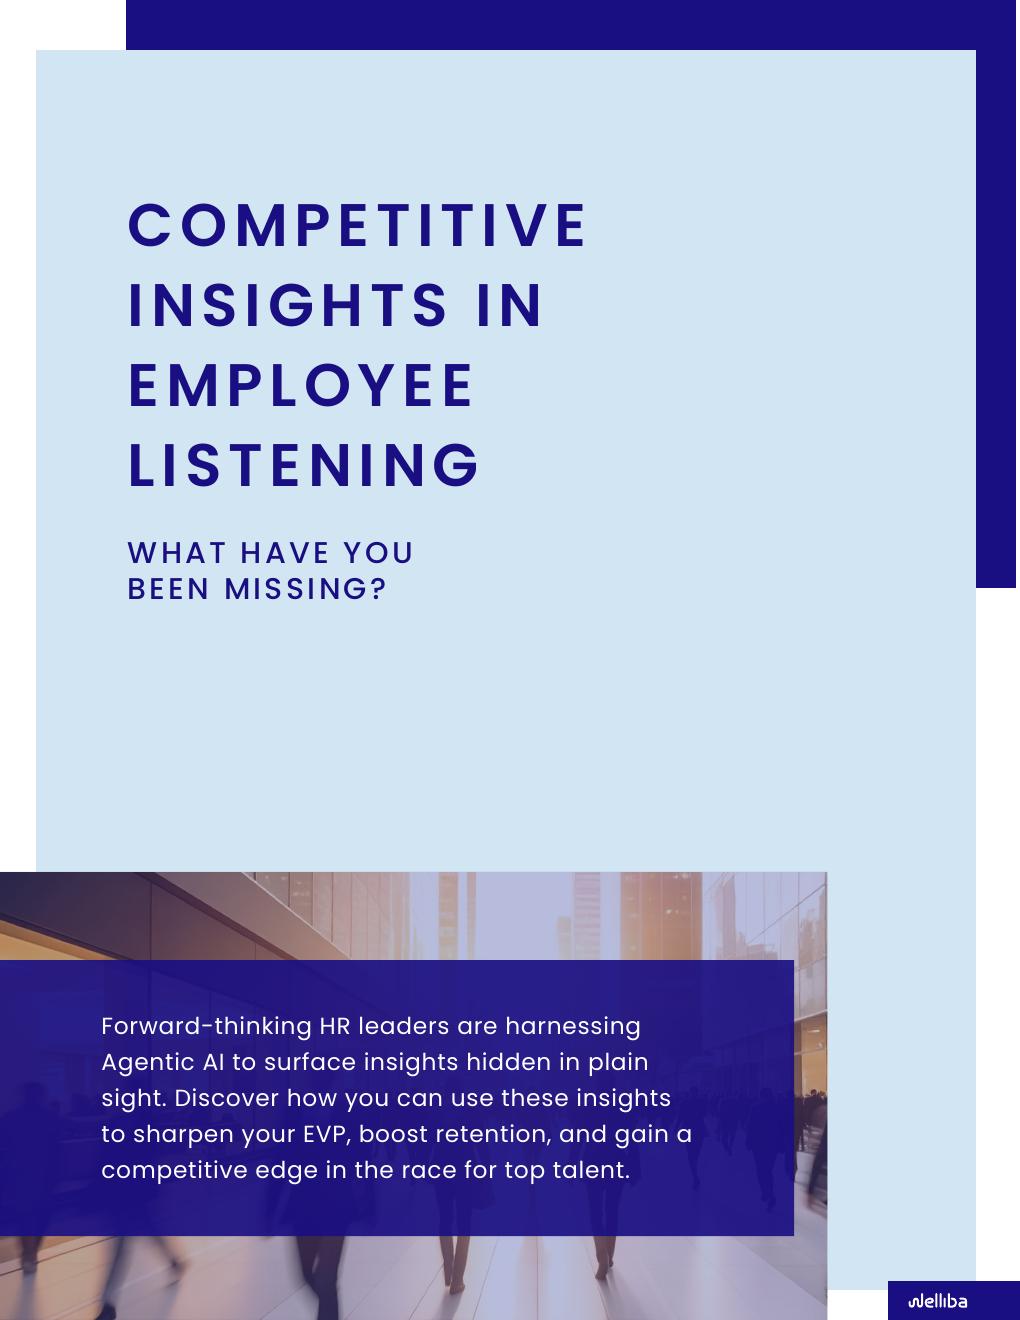 COMPETITIVE
INSIGHTS IN
EMPLOYEE
LISTENING
WHAT HAVE YOU
BEEN MISSING?
Forward-thinking HR leaders are harnessing
Agentic AI to surface insights hidden in plain
sight. Discover how you can use these insights
to sharpen your EVP, boost retention, and gain a
competitive edge in the race for top talent.
Welliba